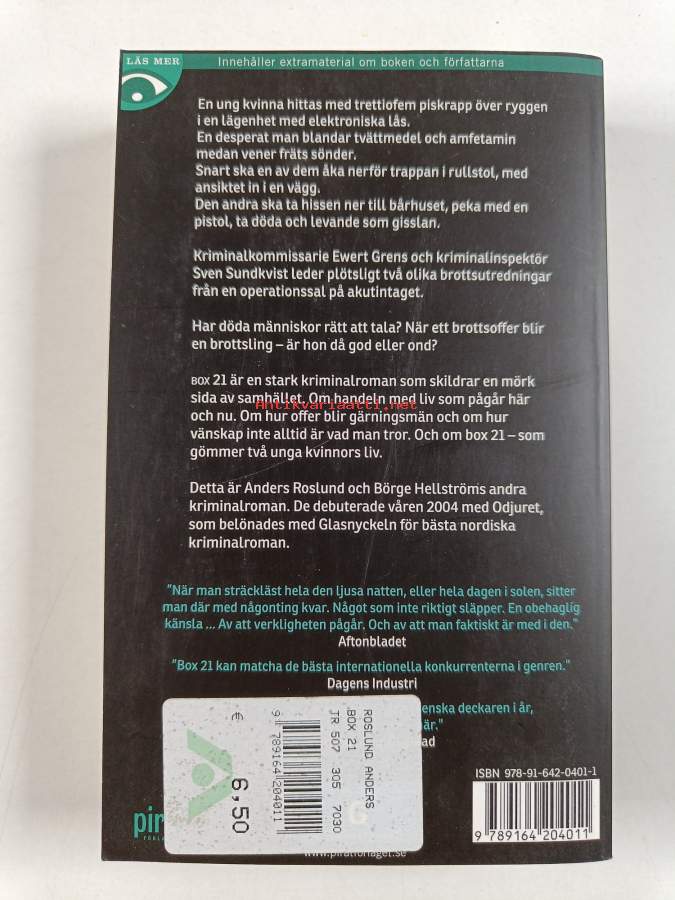 LÄS MER
Innehåller extramaterial om boken och författarna
En ung kvinna hittas med trettiofem piskrapp över ryggen
i en lägenhet med elektroniska lås.
En desperat man blandar tvättmedel och amfetamin
medan vener fräts sönder.
Snart ska en av dem åka nerför trappan i rullstol, med
ansiktet in i en vägg.
Den andra ska ta hissen ner till bårhuset, peka med en
pistol, ta döda och levande som gisslan.
Kriminalkommissarie Ewert Grens och kriminalinspektör
Sven Sundkvist leder plötsligt två olika brottsutredningar
från en operationssal på akutintaget.
Har döda människor rätt att tala? När ett brottsoffer blir
en brottsling – är hon då god eller ond?
BOX 21 är en stark kriminalroman som skildrar en mörk
sida av samhället. Om handeln med liv som pågår här
Antikvariaatti.net
och nu. Om hur offer blir gärningsmän och om hur
vänskap inte alltid är vad man tror. Och om box 21 – som
gömmer två unga kvinnors liv.
Detta är Anders Roslund och Börge Hellströms andra
kriminalroman. De debuterade våren 2004 med Odjuret,
som belönades med Glasnyckeln för bästa nordiska
kriminalroman.
"När man sträckläst hela den ljusa natten, eller hela dagen i solen, sitter
man där med någonting kvar. Något som inte riktigt släpper. En obehaglig
känsla ... Av att verkligheten pågår. Och av att man faktiskt är med i den."
Aftonbladet
"Box 21 kan matcha de bästa internationella konkurrenterna i genren."
Dagens Industri
enska deckaren i år,
är."
ad
ROSLUND ANDERS
BOX 21
JR 507 305 7030
9 789164 204011
€ 6,50
ISBN 978-91-642-0401-1
9 789164 204011
pir
www.piratforlaget.se